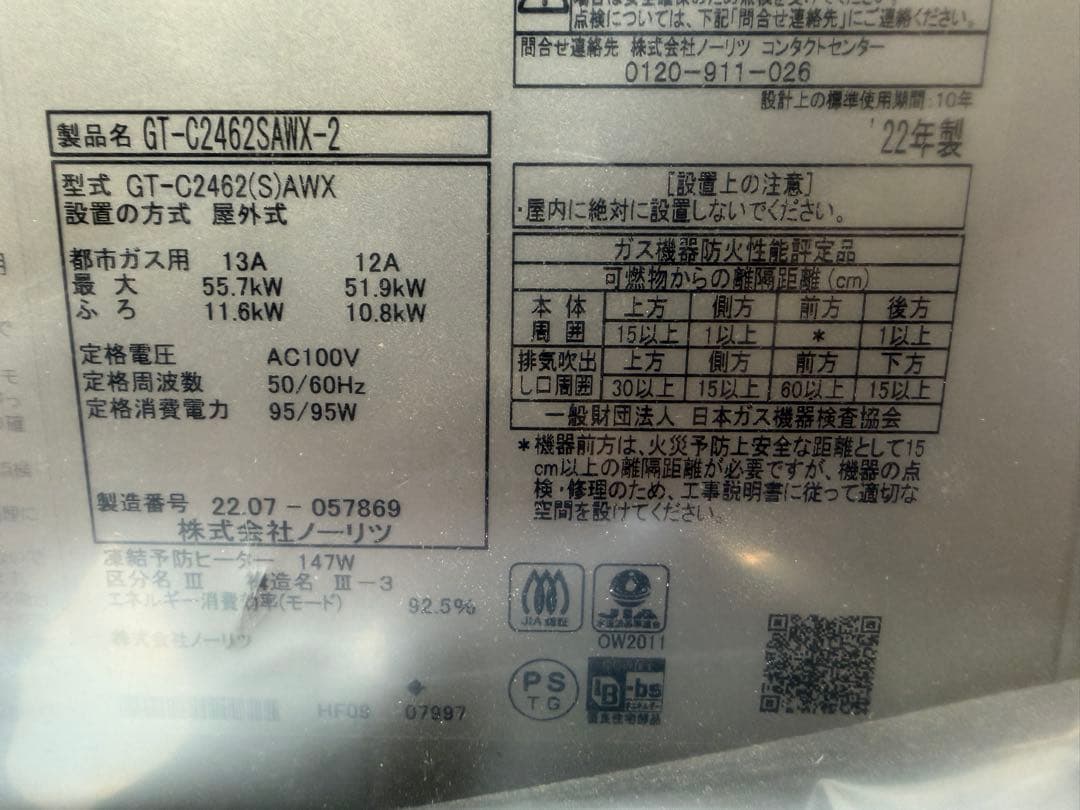 点検については、下記「問合せ連絡先」にご連絡ください。
問合せ連絡先 株式会社ノーリツ コンタクトセンター
0120-911-026
設計上の標準使用期間:10年
'22年製
製品名 GT-C2462SAWX-2
型式 GT-C2462(S)AWX
設置の方式 屋外式
都市ガス用 13A 12A
最大 55.7kW 51.9kW
ふろ 11.6kW 10.8kW
定格電圧 AC100V
定格周波数 50/60Hz
定格消費電力 95/95W
製造番号 22.07-057869
株式会社ノーリツ
凍結予防ヒーター 147W
区分名 Ⅲ 構造名 Ⅲ-3
エネルギー消費効率(モード) 92.5%
株式会社ノーリツ
HF08 07997
[設置上の注意]
・屋内に絶対に設置しないでください。
ガス機器防火性能評定品
可燃物からの離隔距離(cm)
本体 上方 側方 前方 後方
周囲 15以上 1以上 * 1以上
排気吹出 上方 側方 前方 下方
し口周囲 30以上 15以上 60以上 15以上
一般財団法人 日本ガス機器検査協会
*機器前方は、火災予防上安全な距離として15
cm以上の離隔距離が必要ですが、機器の点
検・修理のため、工事説明書に従って適切な
空間を設けてください。
JIA認証
JIA
OW2011
PS
TG
BL-bs
優良住宅部品